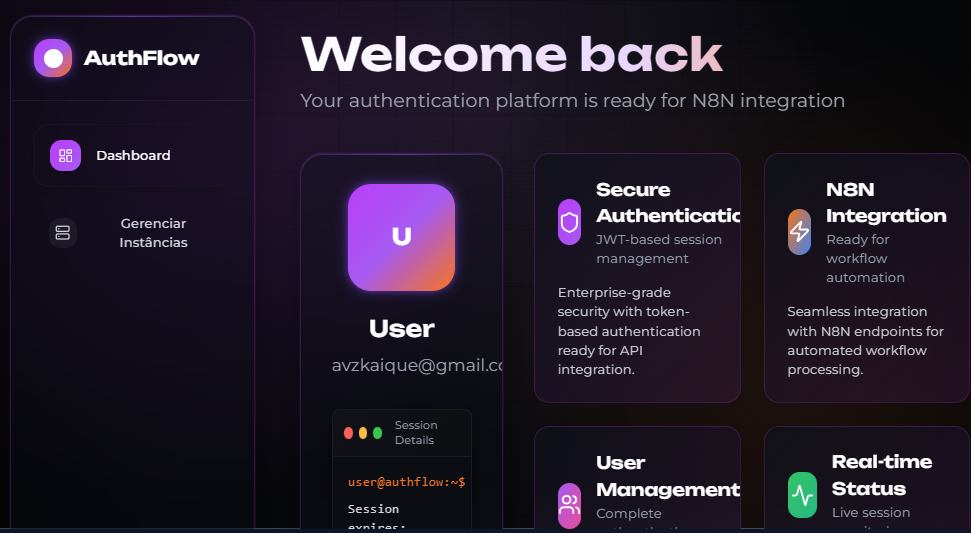 AuthFlow
Dashboard
Gerenciar
Instâncias
Welcome back
Your authentication platform is ready for N8N integration
U
User
avzkaique@gmail.c
Session
Details
user@authflow:~$
Session
expires:
Secure
Authenticatio
JWT-based session
management
Enterprise-grade
security with token-
based authentication
ready for API
integration.
N8N
Integration
Ready for
workflow
automation
Seamless integration
with N8N endpoints for
automated workflow
processing.
User
Management
Complete
Real-time
Status
Live session